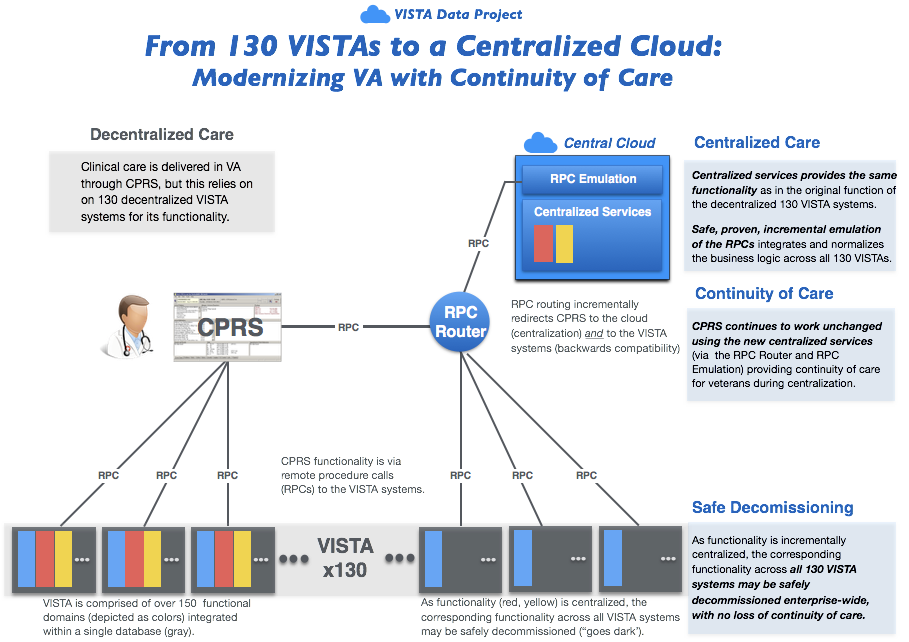 VISTA Data Project
From 130 VISTAs to a Centralized Cloud:
Modernizing VA with Continuity of Care
Decentralized Care
Clinical care is delivered in VA
through CPRS, but this relies on
on 130 decentralized VISTA
systems for its functionality.
Central Cloud
RPC Emulation
Centralized Services
Centralized Care
Centralized services provides the same
functionality as in the original function of
the decentralized 130 VISTA systems.
Safe, proven, incremental emulation
of the RPCs integrates and normalizes
the business logic across all 130 VISTAs.
RPC
CPRS
RPC
RPC
Router
RPC routing incrementally
redirects CPRS to the cloud
(centralization) and to the VISTA
systems (backwards compatibility)
Continuity of Care
CPRS continues to work unchanged
using the new centralized services
(via the RPC Router and RPC
Emulation) providing continuity of care
for veterans during centralization.
RPC
RPC
RPC
CPRS functionality is via
remote procedure calls
(RPCs) to the VISTA systems.
RPC
RPC
RPC
Safe Decomissioning
As functionality is incrementally
centralized, the corresponding
functionality across all 130 VISTA
systems may be safely
decommissioned enterprise-wide,
with no loss of continuity of care.
VISTA
x130
VISTA is comprised of over 150 functional
domains (depicted as colors) integrated
within a single database (gray).
As functionality (red, yellow) is centralized, the
corresponding functionality across all VISTA systems
may be safely decommissioned (“goes dark’).